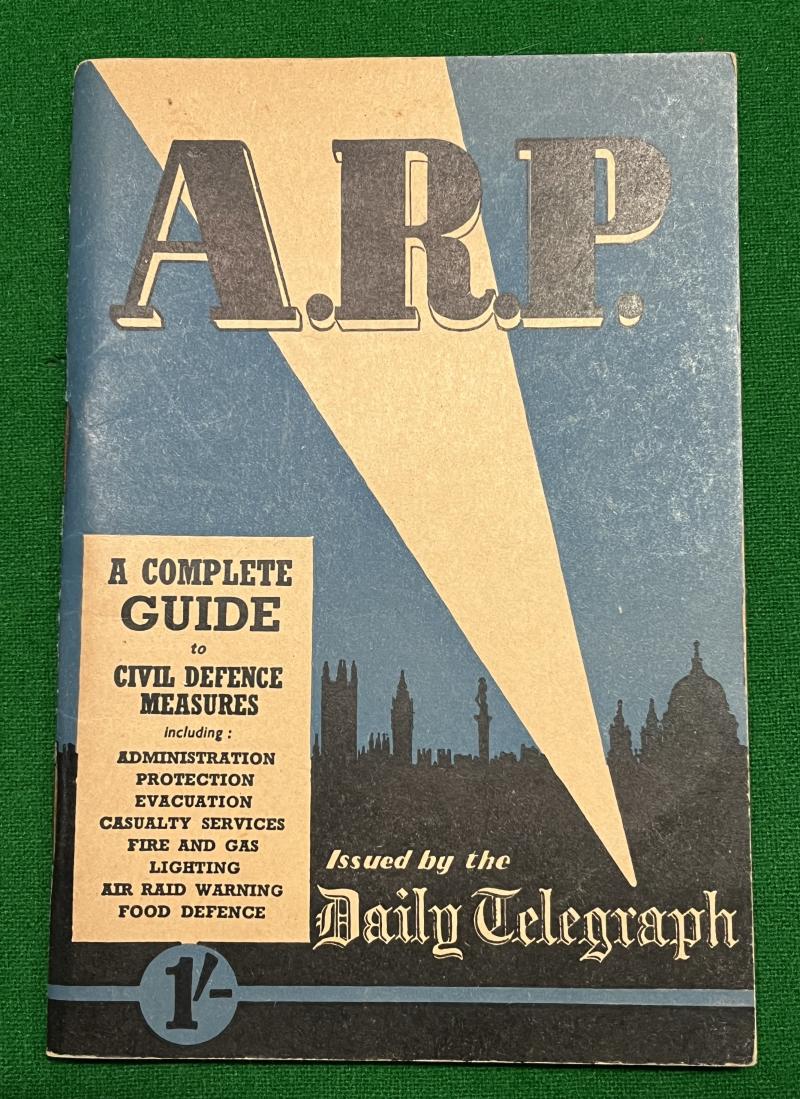 A.R.P.
A COMPLETE
GUIDE
to
CIVIL DEFENCE
MEASURES
including:
ADMINISTRATION
PROTECTION
EVACUATION
CASUALTY SERVICES
FIRE AND GAS
LIGHTING
AIR RAID WARNING
FOOD DEFENCE
Issued by the
Daily Telegraph
1/-